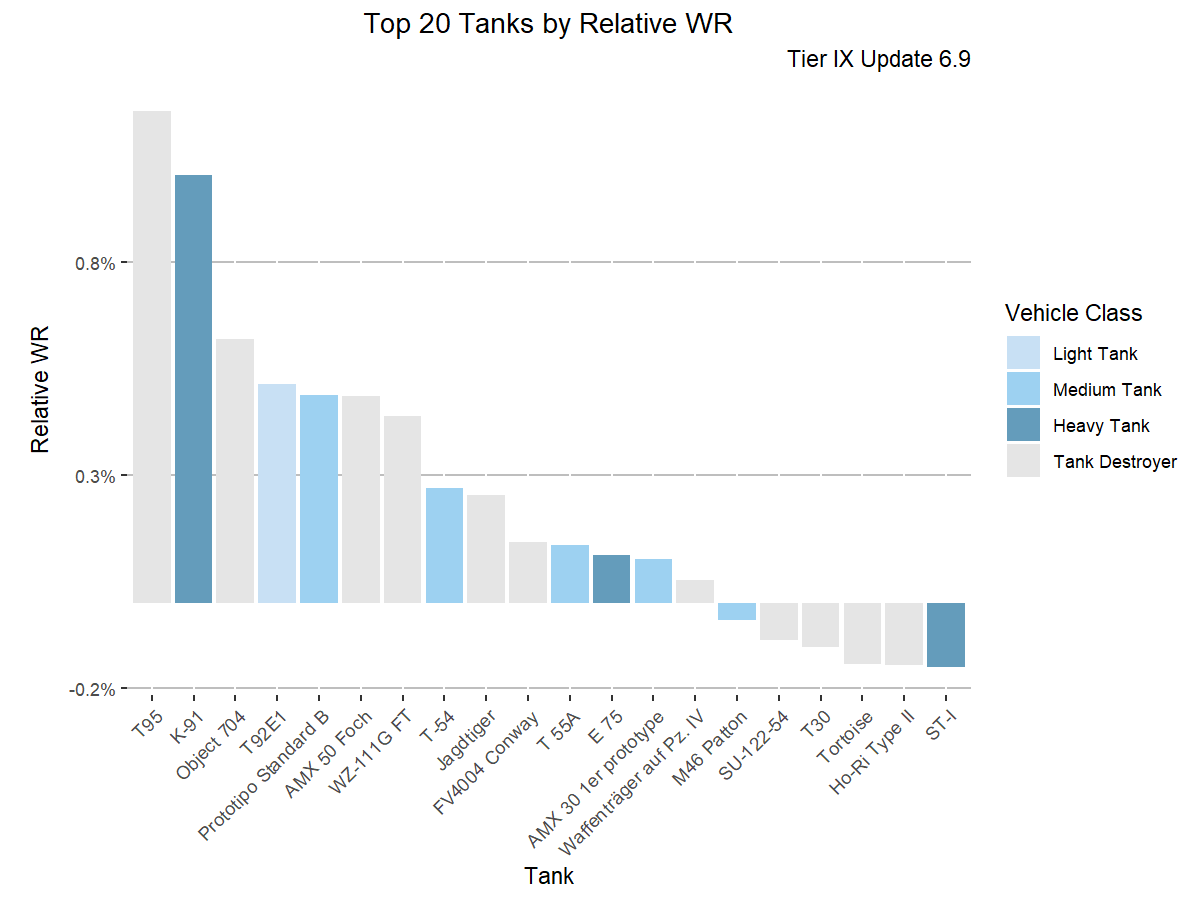 Top 20 Tanks by Relative WR
Tier IX Update 6.9
Relative WR
0.8%
0.3%
-0.2%
T95
K-91
Object 704
T92E1
Prototipo Standard B
AMX 50 Foch
WZ-111G FT
T-54
Jagdtiger
FV4004 Conway
T 55A
E 75
AMX 30 1er prototype
Waffenträger auf Pz. IV
M46 Patton
SU-122-54
T30
Tortoise
Ho-Ri Type II
ST-I
Tank
Vehicle Class
Light Tank
Medium Tank
Heavy Tank
Tank Destroyer